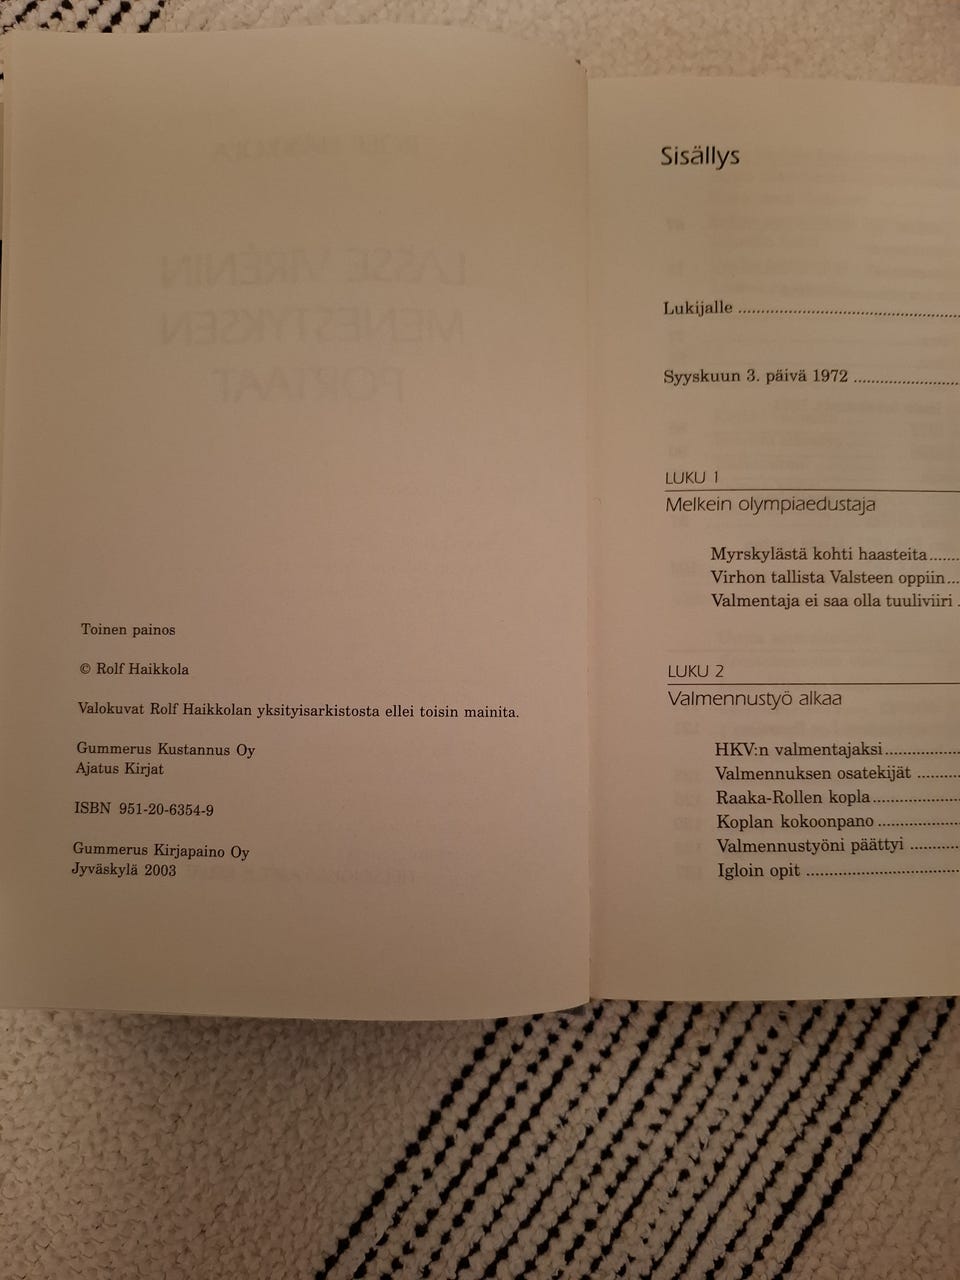 Toinen painos
© Rolf Haikkola
Valokuvat Rolf Haikkolan yksityisarkistosta ellei toisin mainita.
Gummerus Kustannus Oy
Ajatus Kirjat
ISBN 951-20-6354-9
Gummerus Kirjapaino Oy
Jyväskylä 2003
Sisällys
Lukijalle
Syyskuun 3. päivä 1972
LUKU 1
Melkein olympiaedustaja
Myrskylästä kohti haasteita
Virhon tallista Valsteen oppiin
Valmentaja ei saa olla tuuliviiri
LUKU 2
Valmennustyö alkaa
HKV:n valmentajaksi
Valmennuksen osatekijät
Raaka-Rollen kopla
Koplan kokoonpano
Valmennustyöni päättyi
Igloin opit